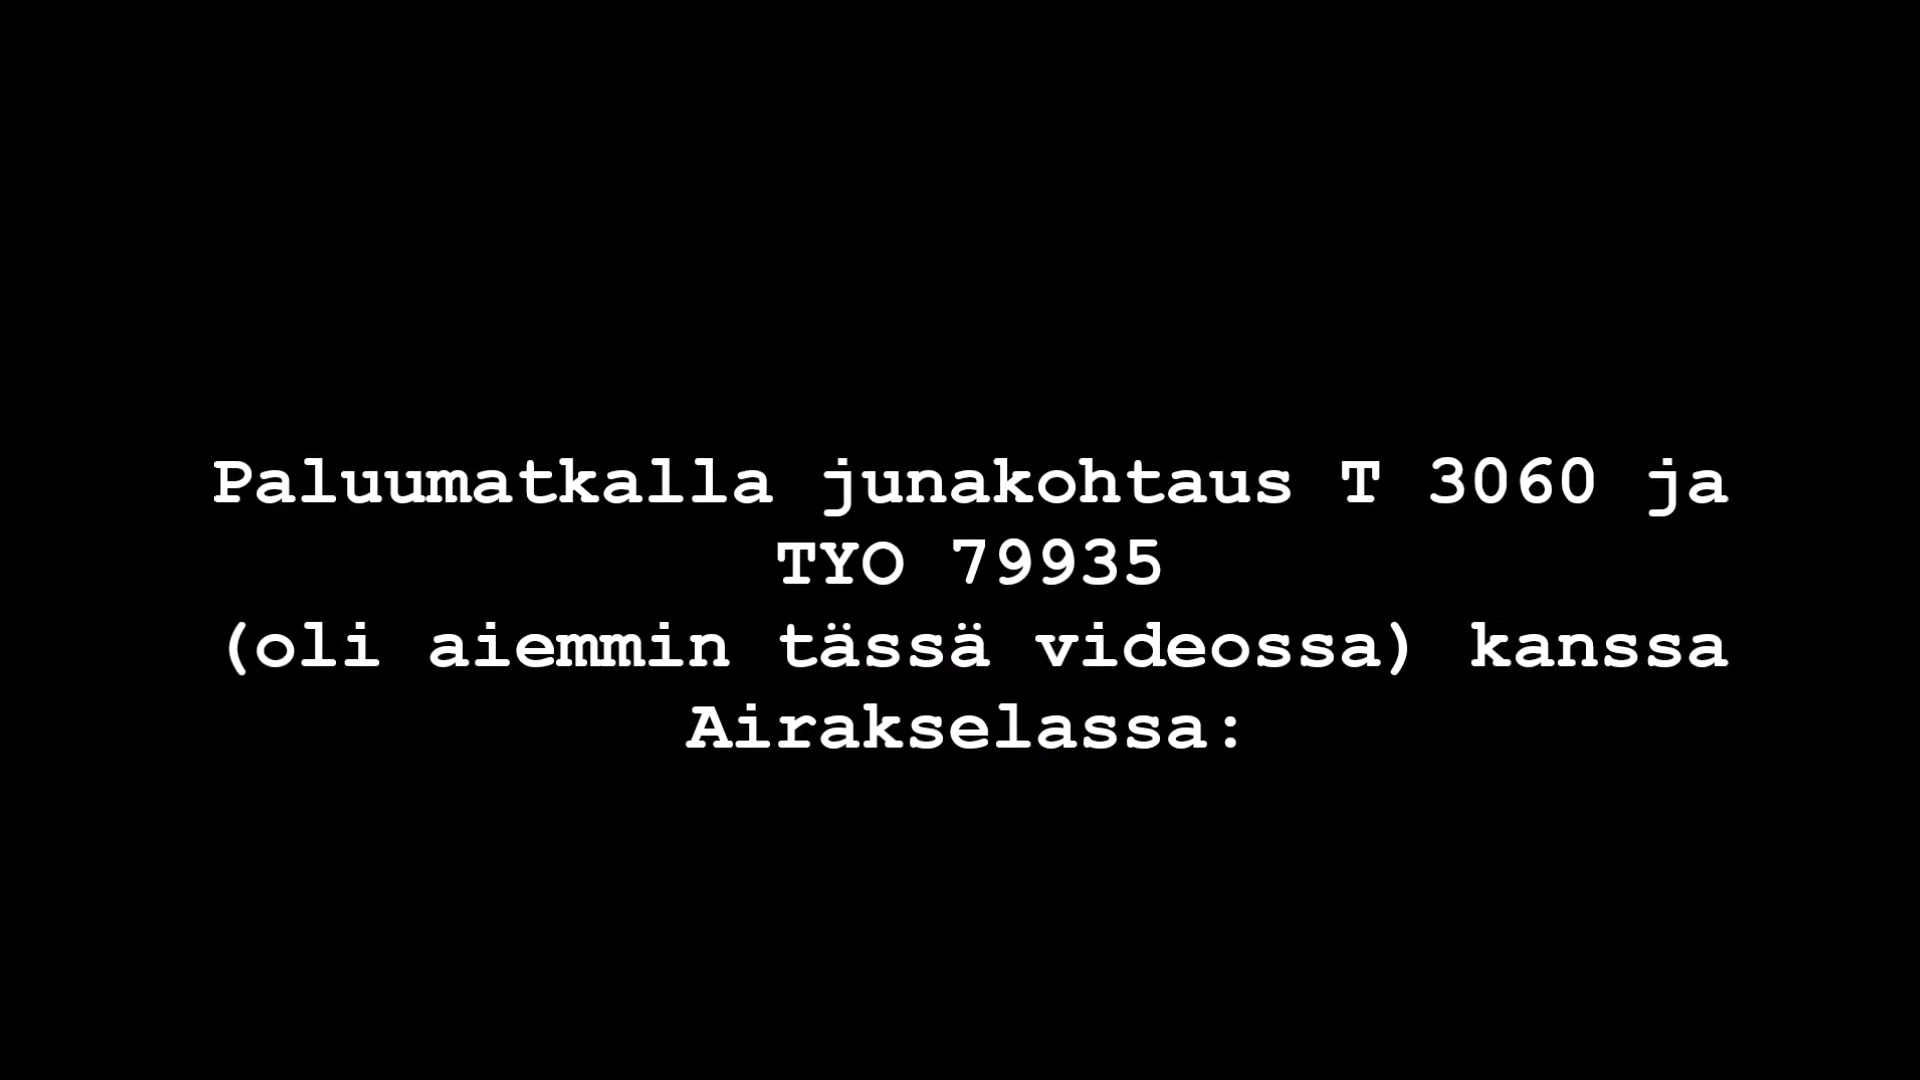 Paluumatkalla junakohtaus T 3060 ja
TYO 79935
(oli aiemmin tässä videossa) kanssa
Airakselassa: